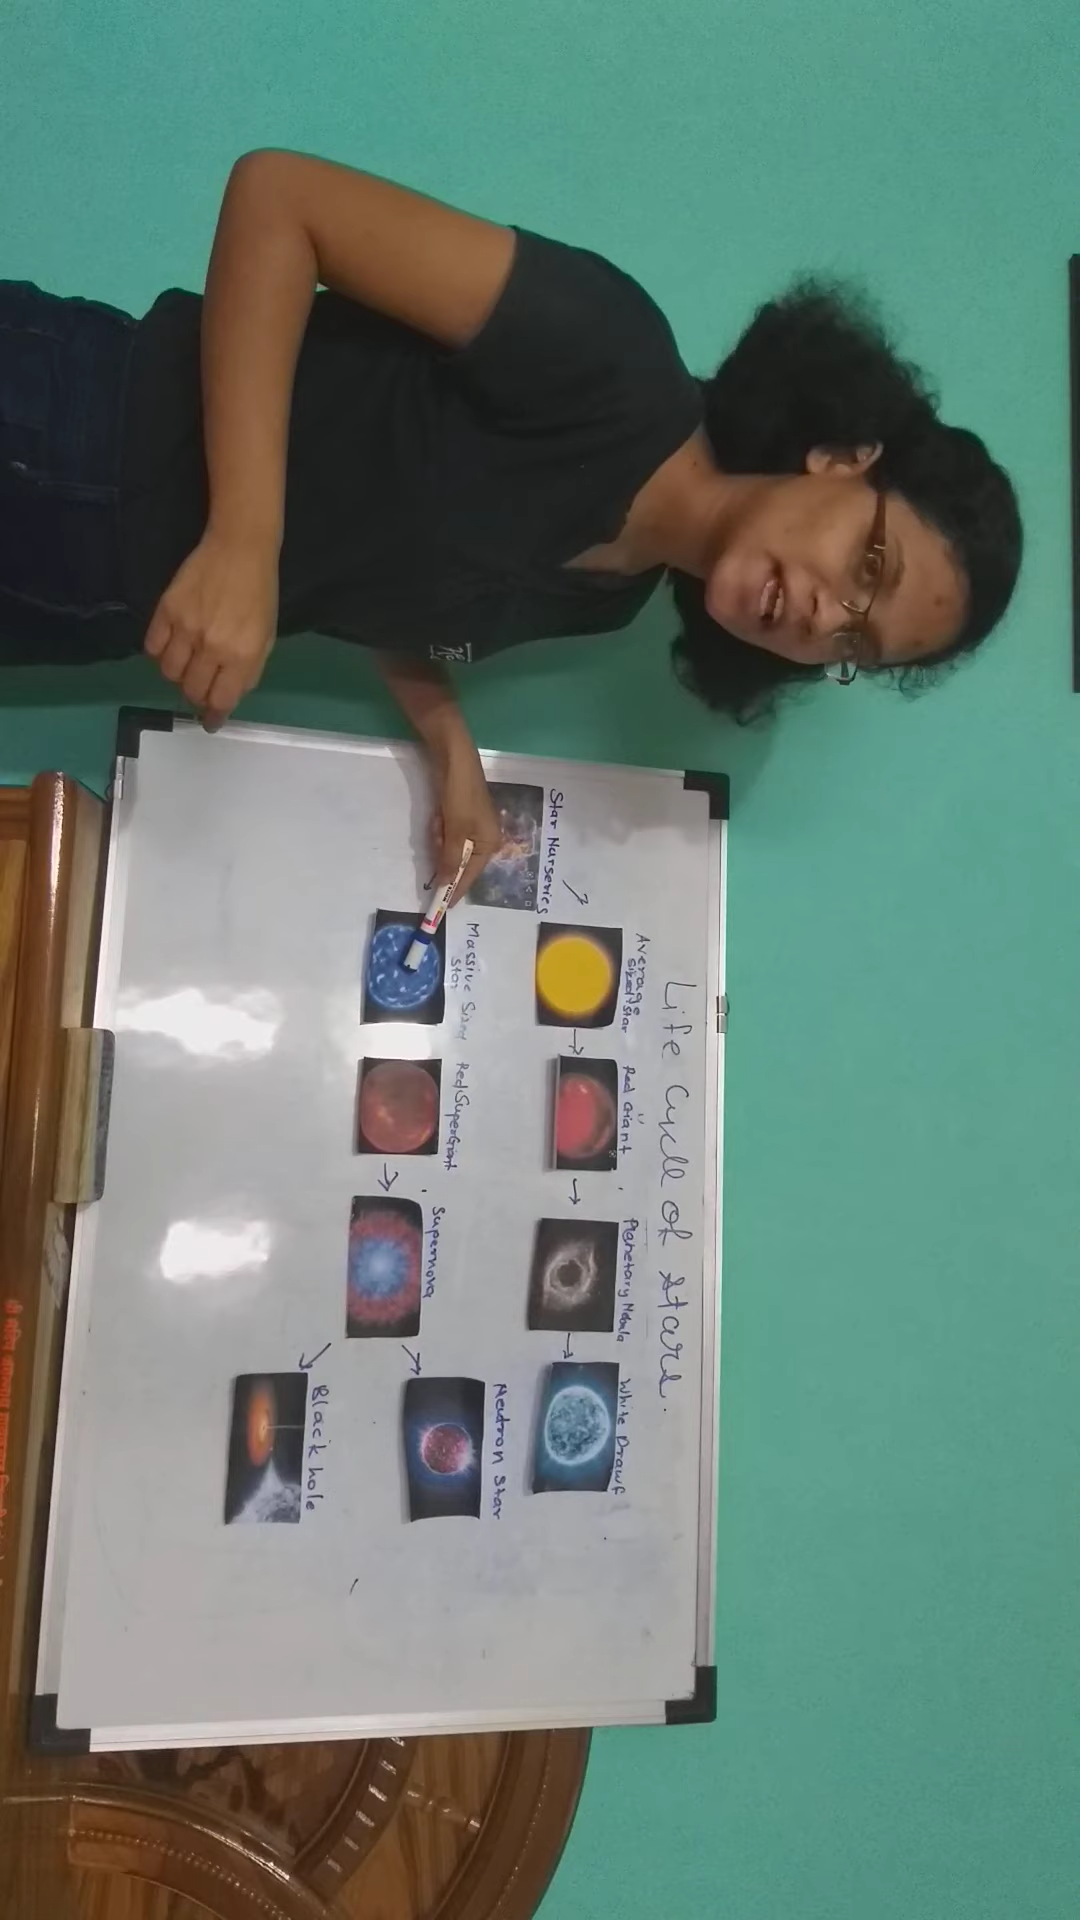 Life Cycle of stars.
Star Nurseries
Average
sized star
Red Giant
Planetary Nebula
White Drawf
Massive Sized
Star
Red SuperGiant
Supernova
Neutron Star
Black hole